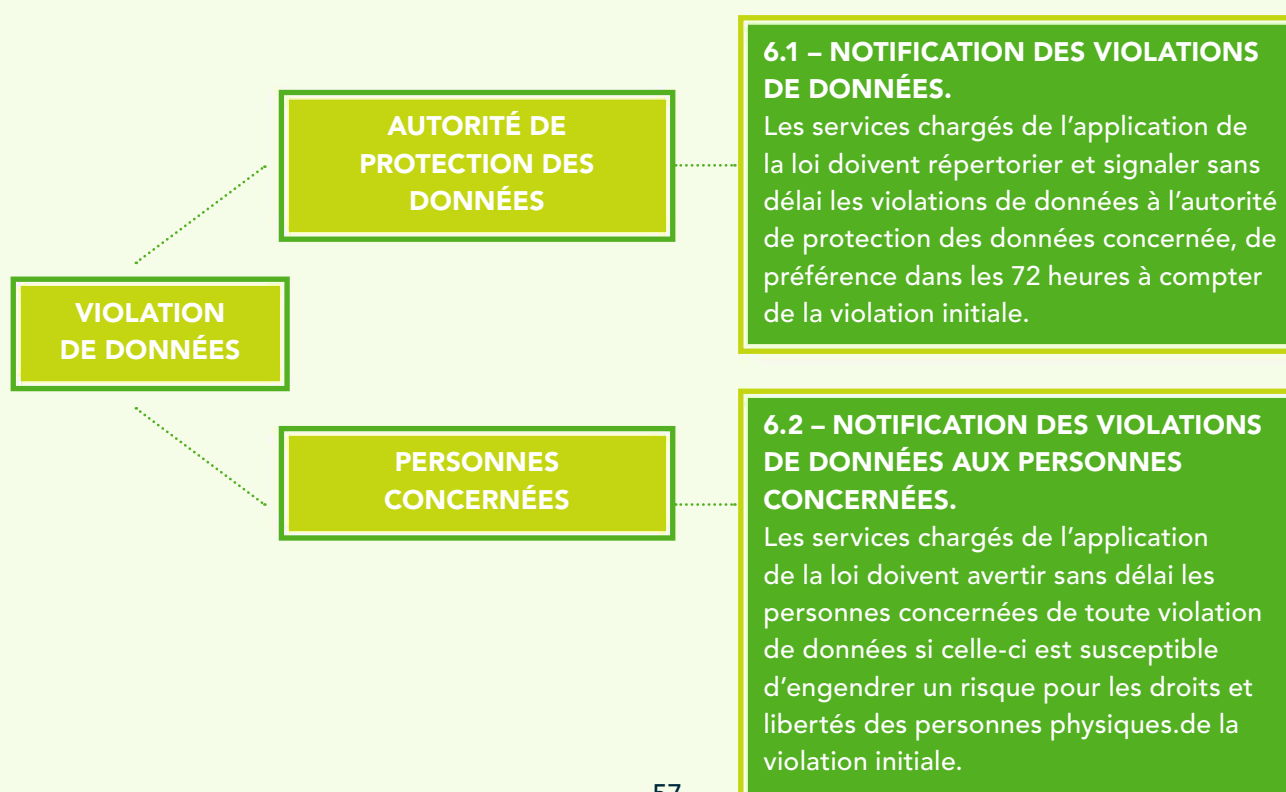 VIOLATION
DE DONNÉES
AUTORITÉ DE
PROTECTION DES
DONNÉES
6.1 – NOTIFICATION DES VIOLATIONS
DE DONNÉES.
Les services chargés de l’application de
la loi doivent répertorier et signaler sans
délai les violations de données à l’autorité
de protection des données concernée, de
préférence dans les 72 heures à compter
de la violation initiale.
PERSONNES
CONCERNÉES
6.2 – NOTIFICATION DES VIOLATIONS
DE DONNÉES AUX PERSONNES
CONCERNÉES.
Les services chargés de l’application
de la loi doivent avertir sans délai les
personnes concernées de toute violation
de données si celle-ci est susceptible
d’engendrer un risque pour les droits et
libertés des personnes physiques.de la
violation initiale.
57